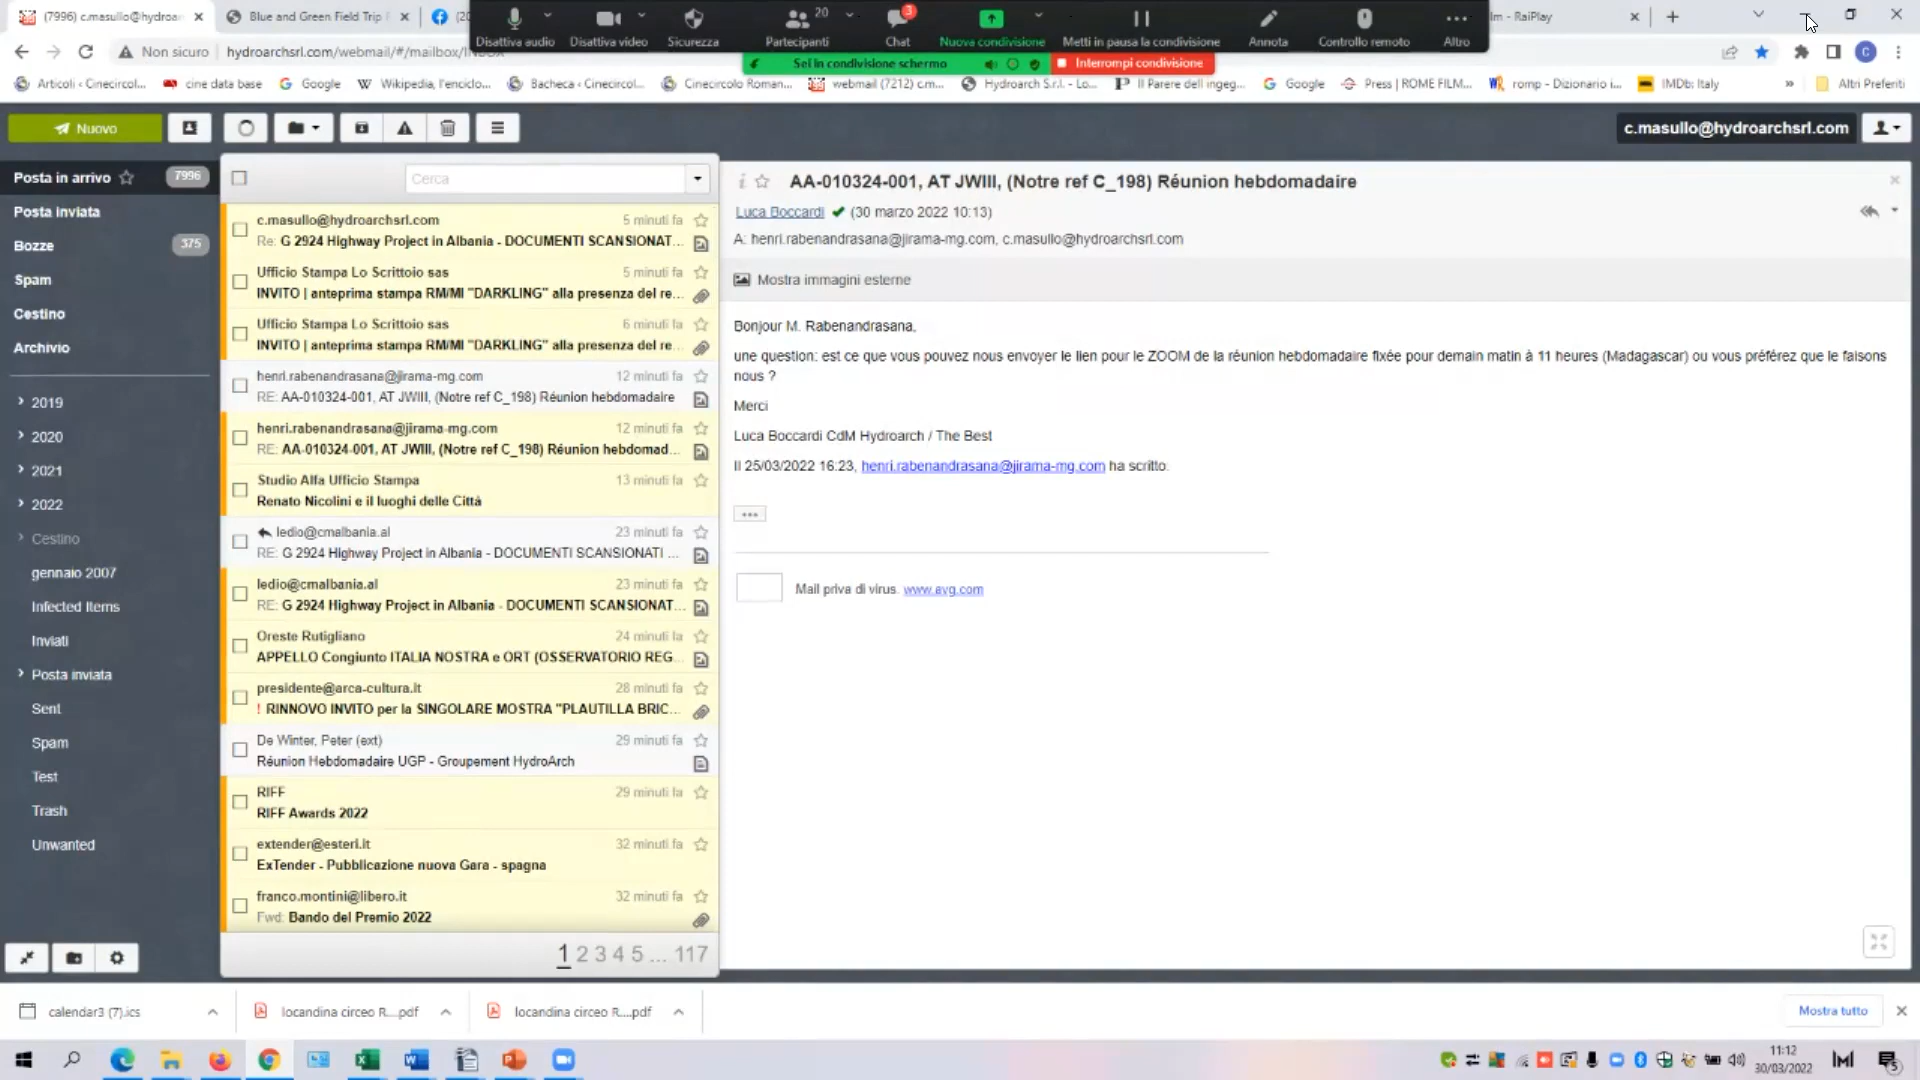 (7996) c.masullo@hydroar
Blue and Green Field Trip
lm - RaiPlay
Disattiva audio
Disattiva video
Sicurezza
20
Partecipanti
3
Chat
Nuova condivisione
Metti in pausa la condivisione
Annota
Controllo remoto
Altro
Sei in condivisione schermo
Interrompi condivisione
Non sicuro
hydroarchsrl.com/webmail/#/mailbox/INBOX
C
Articoli ‹ Cinecircol...
cine data base
Google
Wikipedia, l'enciclo...
Bacheca ‹ Cinecircol...
Cinecircolo Roman...
webmail (7212) c.m...
Hydroarch S.r.l. - Lo...
Il Parere dell ingeg...
Google
Press | ROME FILM...
romp - Dizionario i...
IMDb: Italy
»
Altri Preferiti
Nuovo
c.masullo@hydroarchsrl.com
Posta in arrivo 7996
Posta inviata
Bozze 375
Spam
Cestino
Archivio
2019
2020
2021
2022
Cestino
gennaio 2007
Infected Items
Inviati
Posta inviata
Sent
Spam
Test
Trash
Unwanted
Cerca
c.masullo@hydroarchsrl.com 5 minuti fa
Re: G 2924 Highway Project in Albania - DOCUMENTI SCANSIONAT...
Ufficio Stampa Lo Scrittoio sas 5 minuti fa
INVITO | anteprima stampa RM/MI "DARKLING" alla presenza del re...
Ufficio Stampa Lo Scrittoio sas 6 minuti fa
INVITO | anteprima stampa RM/MI "DARKLING" alla presenza del re...
henri.rabenandrasana@jirama-mg.com 12 minuti fa
RE: AA-010324-001, AT JWIII, (Notre ref C_198) Réunion hebdomadaire
henri.rabenandrasana@jirama-mg.com 12 minuti fa
RE: AA-010324-001, AT JWIII, (Notre ref C_198) Réunion hebdomad...
Studio Alfa Ufficio Stampa 13 minuti fa
Renato Nicolini e il luoghi delle Città
ledio@cmalbania.al 23 minuti fa
RE: G 2924 Highway Project in Albania - DOCUMENTI SCANSIONATI ...
ledio@cmalbania.al 23 minuti fa
RE: G 2924 Highway Project in Albania - DOCUMENTI SCANSIONAT...
Oreste Rutigliano 24 minuti fa
APPELLO Congiunto ITALIA NOSTRA e ORT (OSSERVATORIO REG...
presidente@arca-cultura.it 28 minuti fa
! RINNOVO INVITO per la SINGOLARE MOSTRA "PLAUTILLA BRIC...
De Winter, Peter (ext) 29 minuti fa
Réunion Hebdomadaire UGP - Groupement HydroArch
RIFF 29 minuti fa
RIFF Awards 2022
extender@esteri.it 32 minuti fa
ExTender - Pubblicazione nuova Gara - spagna
franco.montini@libero.it 32 minuti fa
Fwd: Bando del Premio 2022
1 2 3 4 5 ... 117
AA-010324-001, AT JWIII, (Notre ref C_198) Réunion hebdomadaire
Luca Boccardi (30 marzo 2022 10:13)
A: henri.rabenandrasana@jirama-mg.com, c.masullo@hydroarchsrl.com
Mostra immagini esterne
Bonjour M. Rabenandrasana,
une question: est ce que vous pouvez nous envoyer le lien pour le ZOOM de la réunion hebdomadaire fixée pour demain matin à 11 heures (Madagascar) ou vous préférez que le faisons
nous ?
Merci
Luca Boccardi CdM Hydroarch / The Best
Il 25/03/2022 16:23, henri.rabenandrasana@jirama-mg.com ha scritto:
...
Mail priva di virus. www.avg.com
calendar3 (7).ics
locandina circeo R....pdf
locandina circeo R....pdf
Mostra tutto
11:12
30/03/2022
5